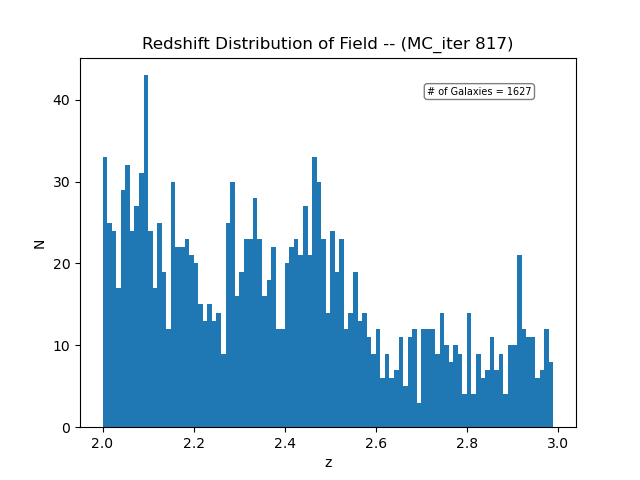 Redshift Distribution of Field -- (MC_iter 817)
# of Galaxies = 1627
N
40
30
20
10
0
2.0 2.2 2.4 2.6 2.8 3.0
z